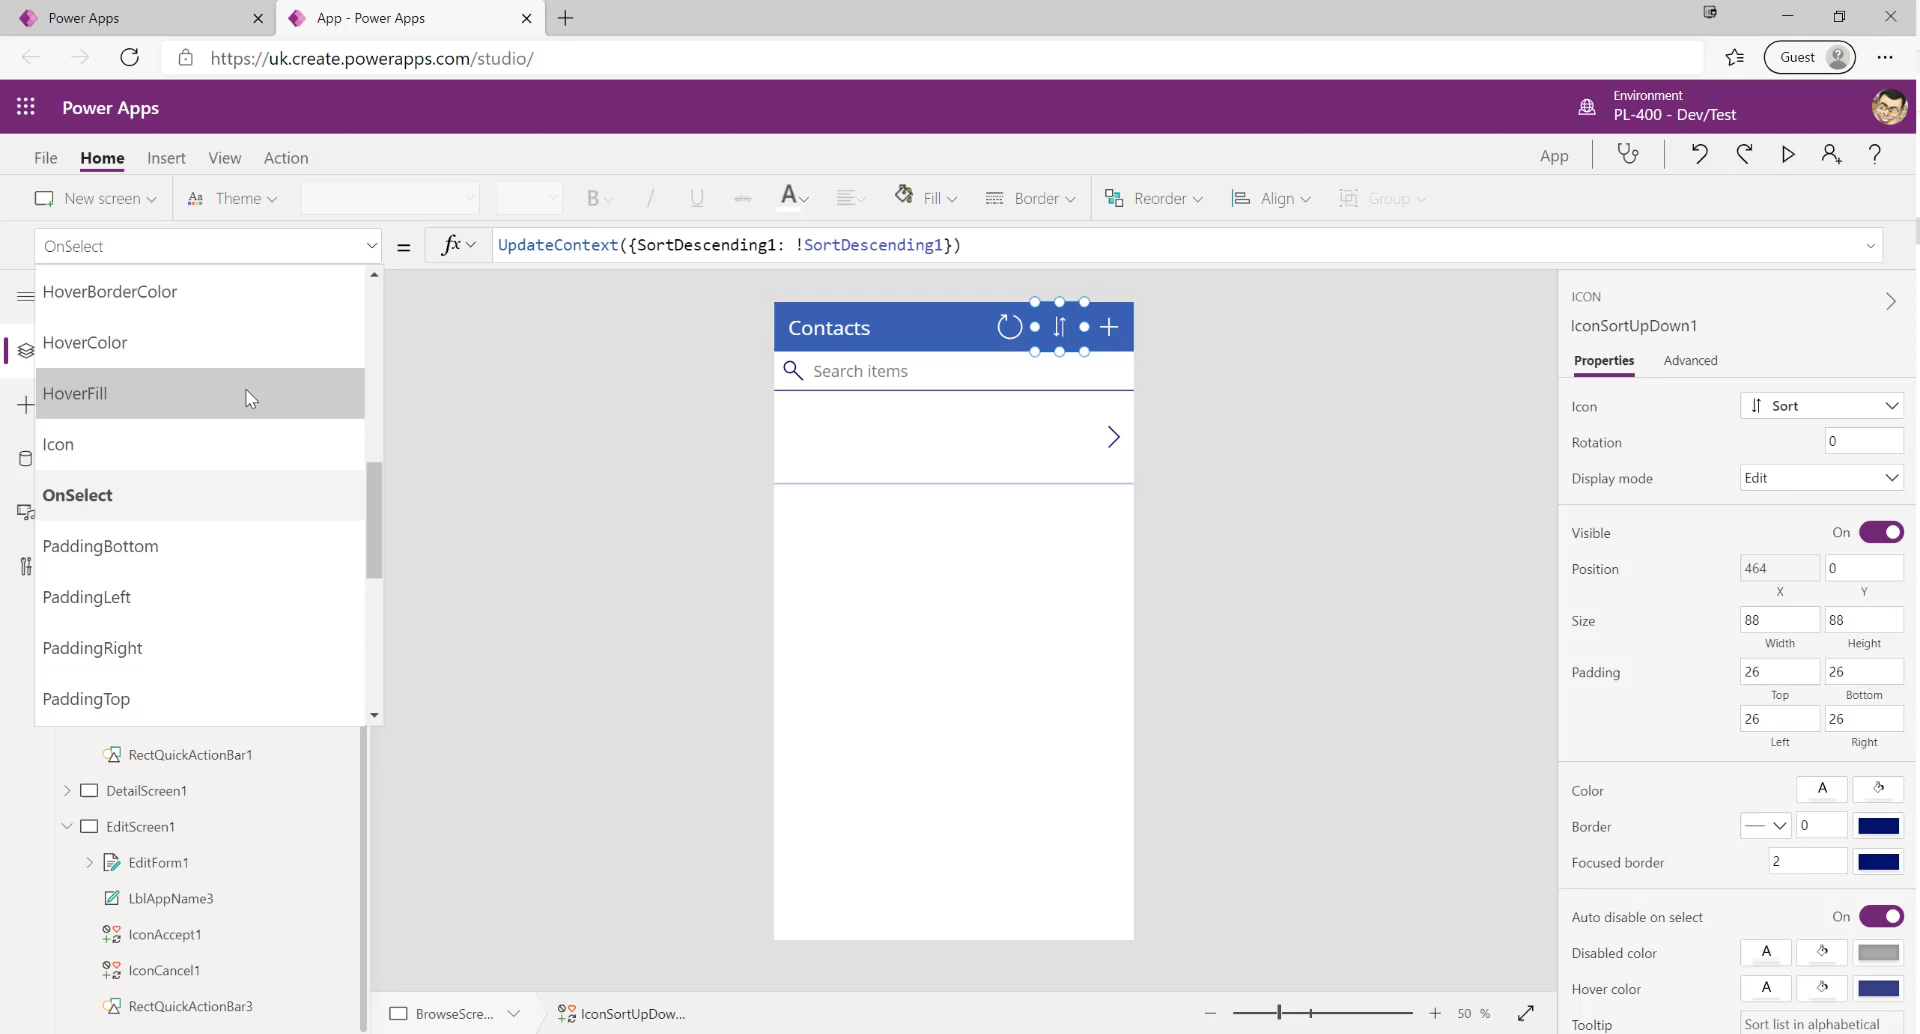 Power Apps
App - Power Apps
https://uk.create.powerapps.com/studio/
Guest
Power Apps
Environment
PL-400 - Dev/Test
File
Home
Insert
View
Action
App
New screen
Theme
B
/
U
abc
A
Fill
Border
Reorder
Align
Group
OnSelect
=
fx
UpdateContext({SortDescending1: !SortDescending1})
HoverBorderColor
HoverColor
HoverFill
Icon
OnSelect
PaddingBottom
PaddingLeft
PaddingRight
PaddingTop
RectQuickActionBar1
DetailScreen1
EditScreen1
EditForm1
LblAppName3
IconAccept1
IconCancel1
RectQuickActionBar3
Contacts
Search items
ICON
IconSortUpDown1
Properties
Advanced
Icon
Sort
Rotation
0
Display mode
Edit
Visible
On
Position
464
0
X
Y
Size
88
88
Width
Height
Padding
26
26
Top
Bottom
26
26
Left
Right
Color
A
Border
0
Focused border
2
Auto disable on select
On
Disabled color
A
Hover color
A
Tooltip
Sort list in alphabetical
BrowseScre...
IconSortUpDow...
50 %